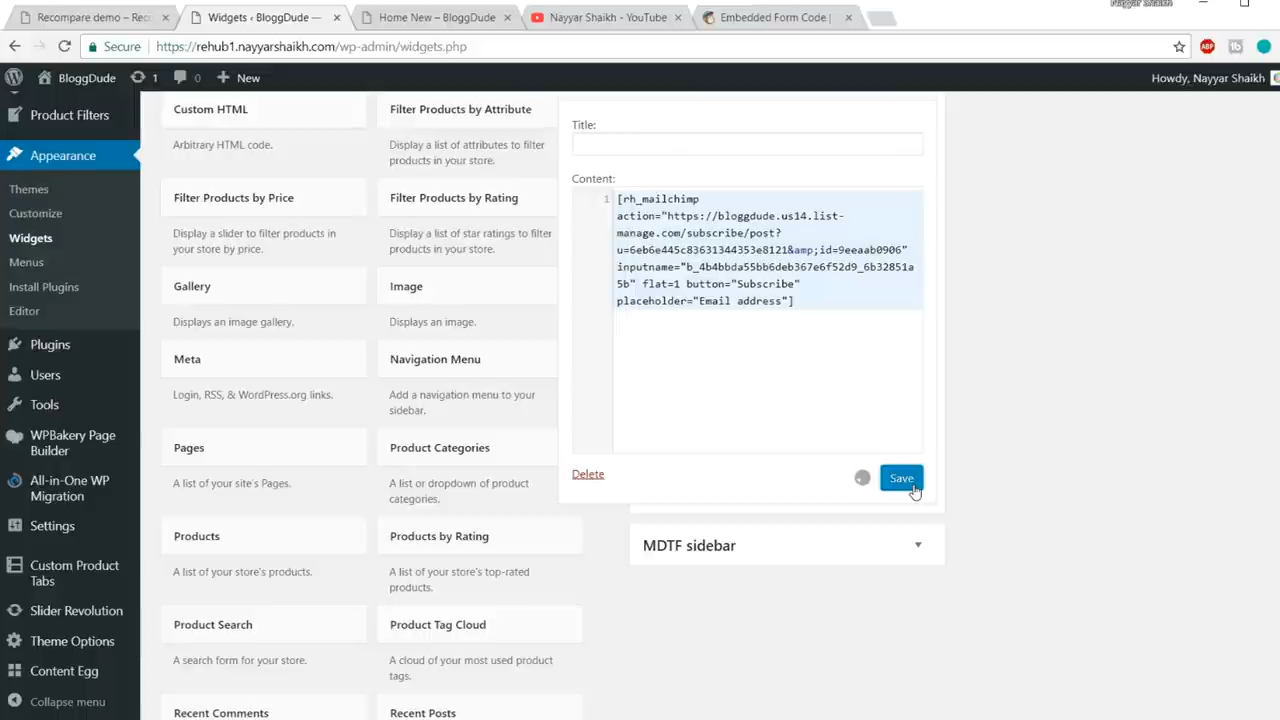 Recompare demo – Rec
Widgets ‹ BloggDude —
Home New – BloggDude
Nayyar Shaikh - YouTube
Embedded Form Code |
Nayyar Shaikh
Secure
https://rehub1.nayyarshaikh.com/wp-admin/widgets.php
ABP
BloggDude
1
0
New
Howdy, Nayyar Shaikh
Product Filters
Appearance
Themes
Customize
Widgets
Menus
Install Plugins
Editor
Plugins
Users
Tools
WPBakery Page
Builder
All-in-One WP
Migration
Settings
Custom Product
Tabs
Slider Revolution
Theme Options
Content Egg
Collapse menu
Custom HTML
Arbitrary HTML code.
Filter Products by Attribute
Display a list of attributes to filter
products in your store.
Filter Products by Price
Display a slider to filter products in
your store by price.
Filter Products by Rating
Display a list of star ratings to filter
products in your store.
Gallery
Displays an image gallery.
Image
Displays an image.
Meta
Login, RSS, & WordPress.org links.
Navigation Menu
Add a navigation menu to your
sidebar.
Pages
A list of your site's Pages.
Product Categories
A list or dropdown of product
categories.
Products
A list of your store's products.
Products by Rating
A list of your store's top-rated
products.
Product Search
A search form for your store.
Product Tag Cloud
A cloud of your most used product
tags.
Recent Comments
Recent Posts
Title:
Content:
1
[rh_mailchimp
action="https://bloggdude.us14.list-
manage.com/subscribe/post?
u=6eb6e445c83631344353e8121&amp;id=9eeaab0906"
inputname="b_4b4bbda55bb6deb367e6f52d9_6b32851a
5b" flat=1 button="Subscribe"
placeholder="Email address"]
Delete
Save
MDTF sidebar